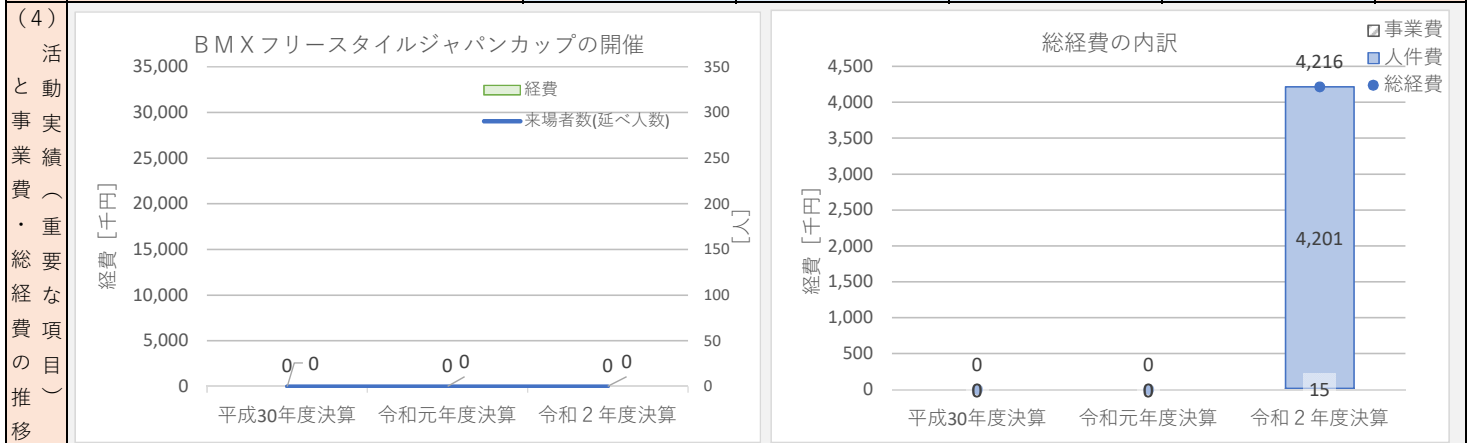 （4）活動実績（重要な項目）
と事業費・総経費の推移
ＢＭＸフリースタイルジャパンカップの開催
経費
来場者数(延べ人数)
35,000
30,000
25,000
20,000
15,000
10,000
5,000
0
経費［千円］
350
300
250
200
150
100
50
0
[人]
0 0
0 0
0 0
平成30年度決算 令和元年度決算 令和２年度決算
総経費の内訳
事業費
人件費
総経費
4,500
4,000
3,500
3,000
2,500
2,000
1,500
1,000
500
0
経費［千円］
4,216
4,201
15
0
0
0
0
平成30年度決算 令和元年度決算 令和２年度決算